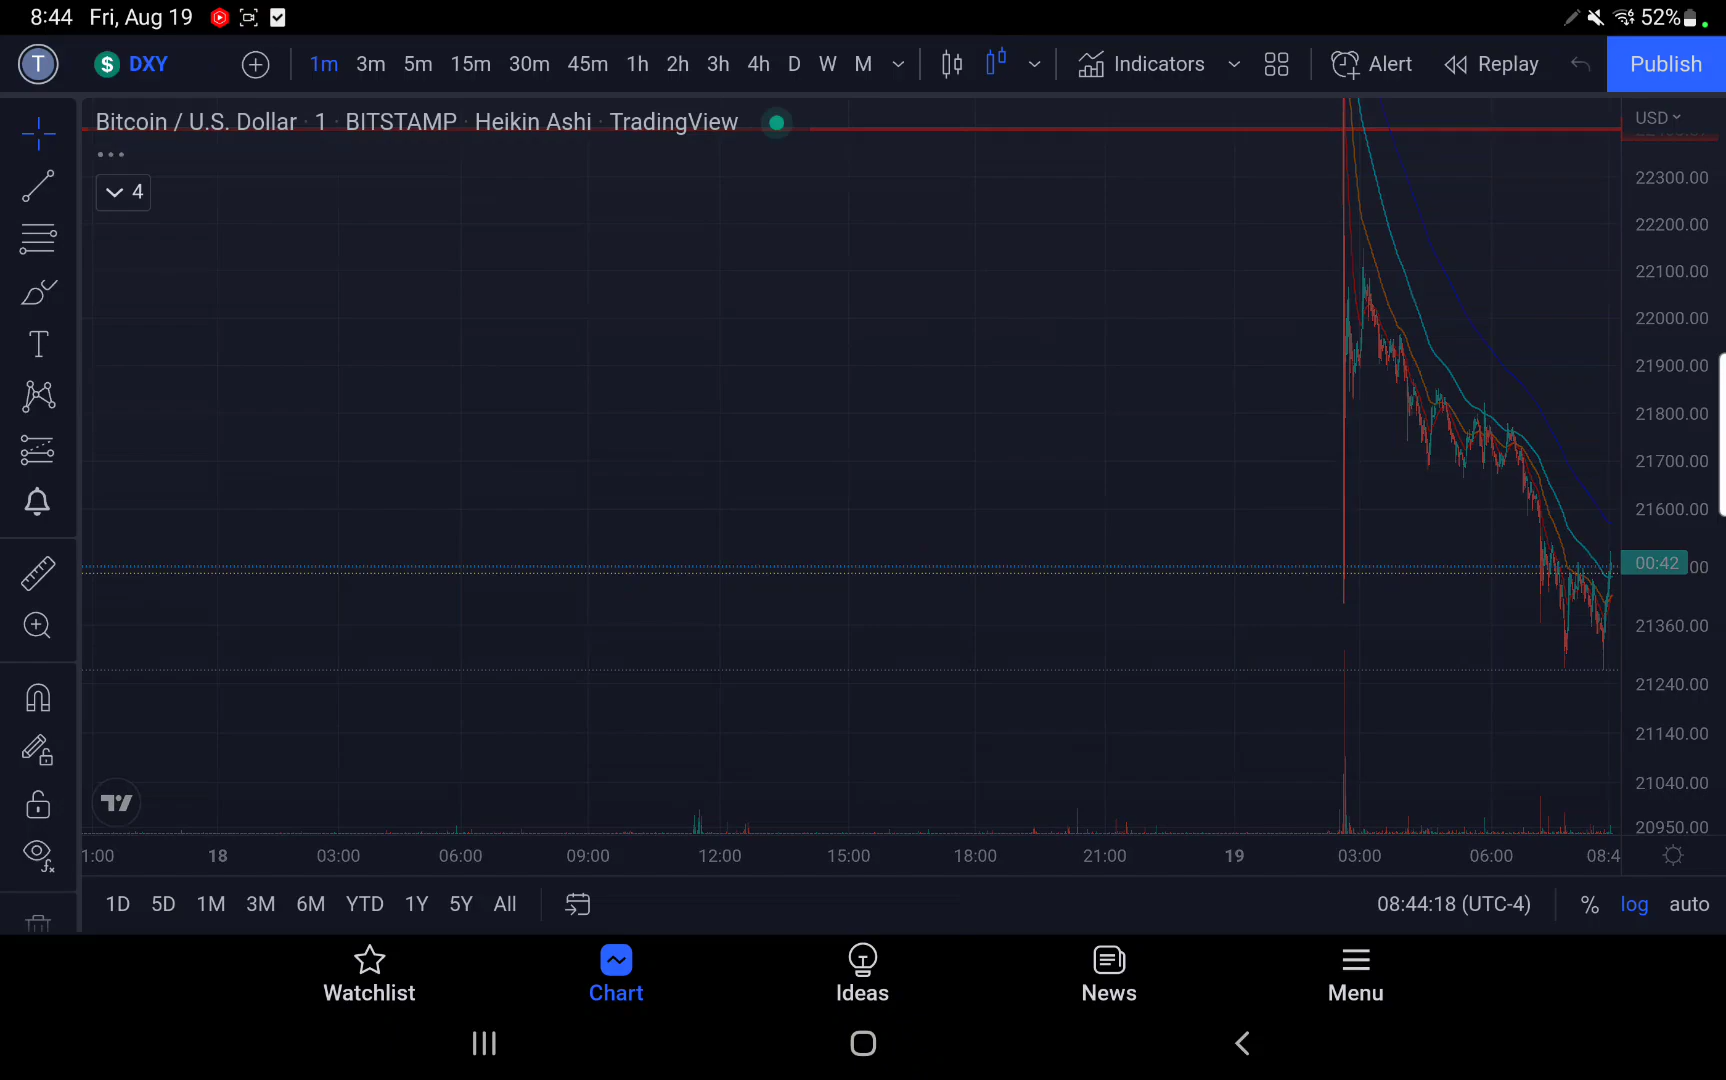 8:44 Fri, Aug 19 52%
T $ DXY 1m 3m 5m 15m 30m 45m 1h 2h 3h 4h D W M Indicators Alert Replay Publish
Bitcoin / U.S. Dollar · 1 · BITSTAMP · Heikin Ashi · TradingView
USD
4
22300.00
22200.00
22100.00
22000.00
21900.00
21800.00
21700.00
21600.00
00:42 00
21360.00
21240.00
21140.00
21040.00
20950.00
1:00 18 03:00 06:00 09:00 12:00 15:00 18:00 21:00 19 03:00 06:00 08:4
1D 5D 1M 3M 6M YTD 1Y 5Y All 08:44:18 (UTC-4) % log auto
Watchlist Chart Ideas News Menu